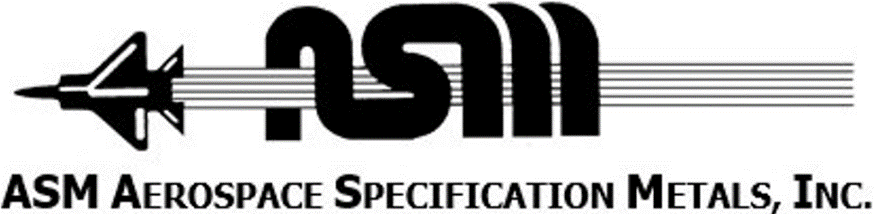 ASM
ASM AEROSPACE SPECIFICATION METALS, INC.